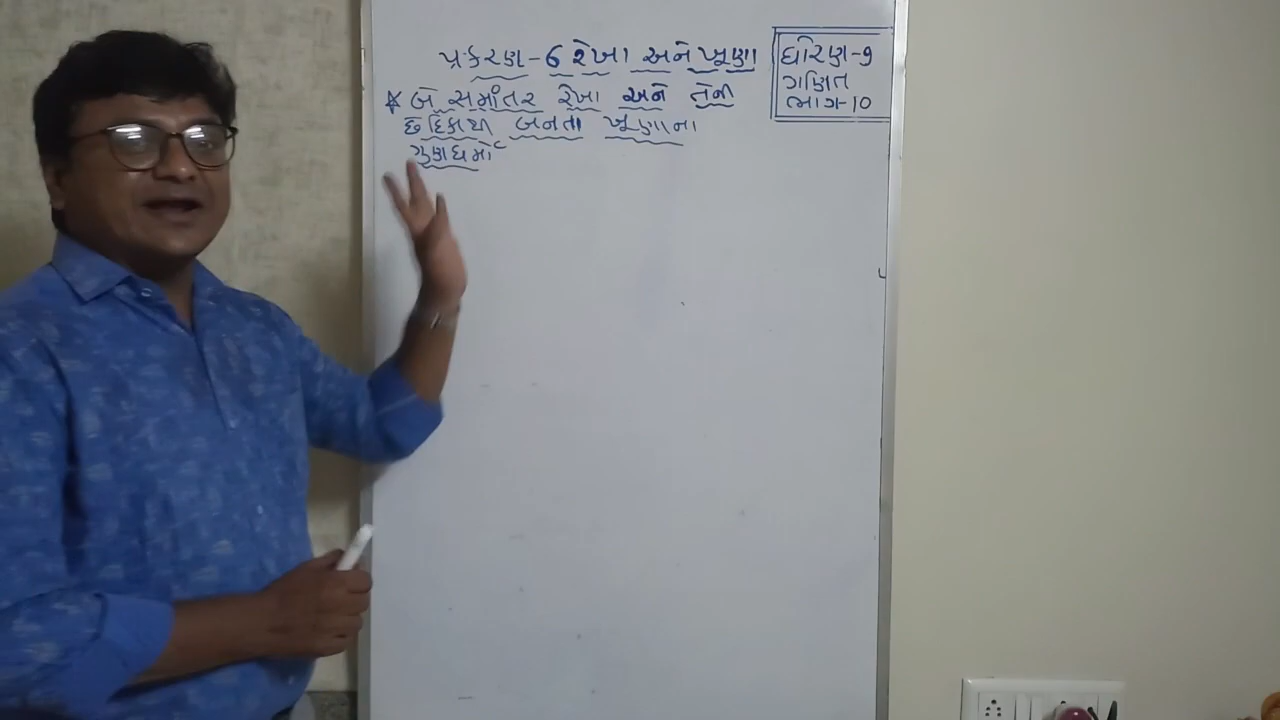 પ્રકરણ-6 રેખા અને ખૂણા
* બે સમાંતર રેખા અને તેની
છેદિકાથી બનતા ખૂણાના
ગુણધર્મો
ધોરણ-9
ગણિત
ભાગ-10